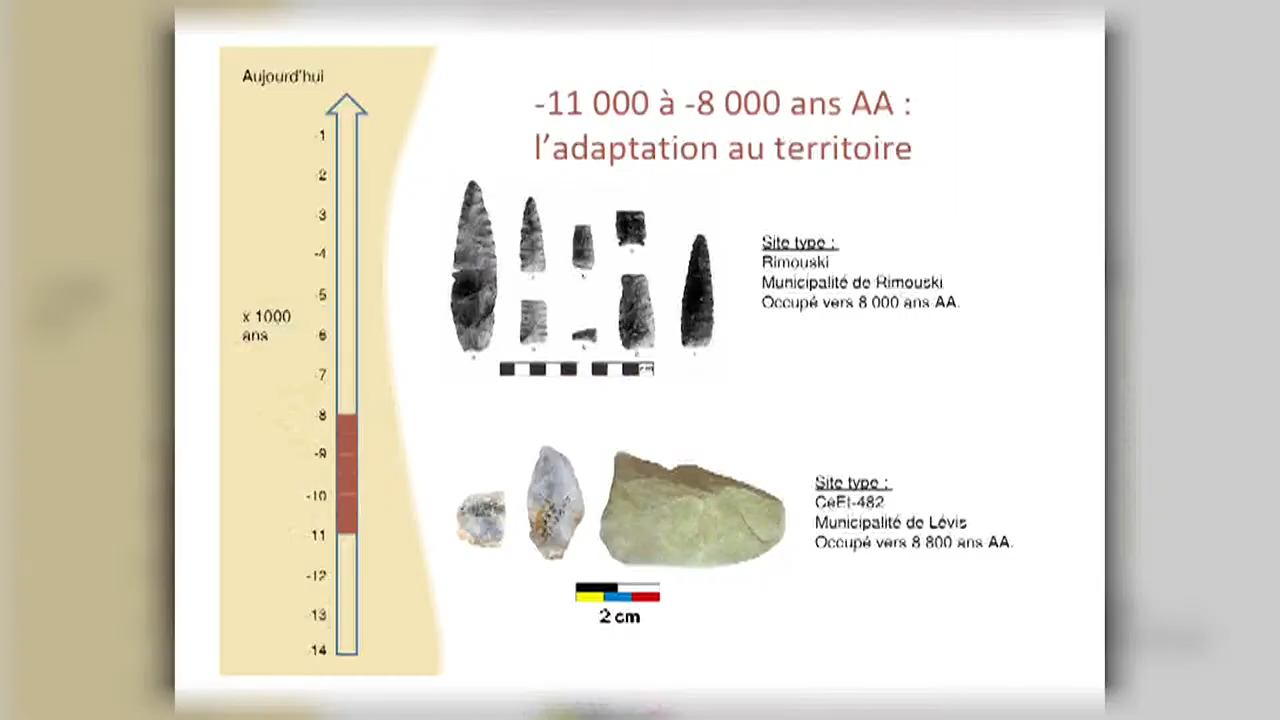 Aujourd'hui
-11 000 à -8 000 ans AA :
l'adaptation au territoire
-1
-2
-3
-4
-5
x 1000
ans
-6
-7
-8
-9
-10
-11
-12
-13
14
Site type :
Rimouski
Municipalité de Rimouski
Occupé vers 8 000 ans AA.
Site type :
CeEt-482
Municipalité de Lévis
Occupé vers 8 800 ans AA.
2 cm